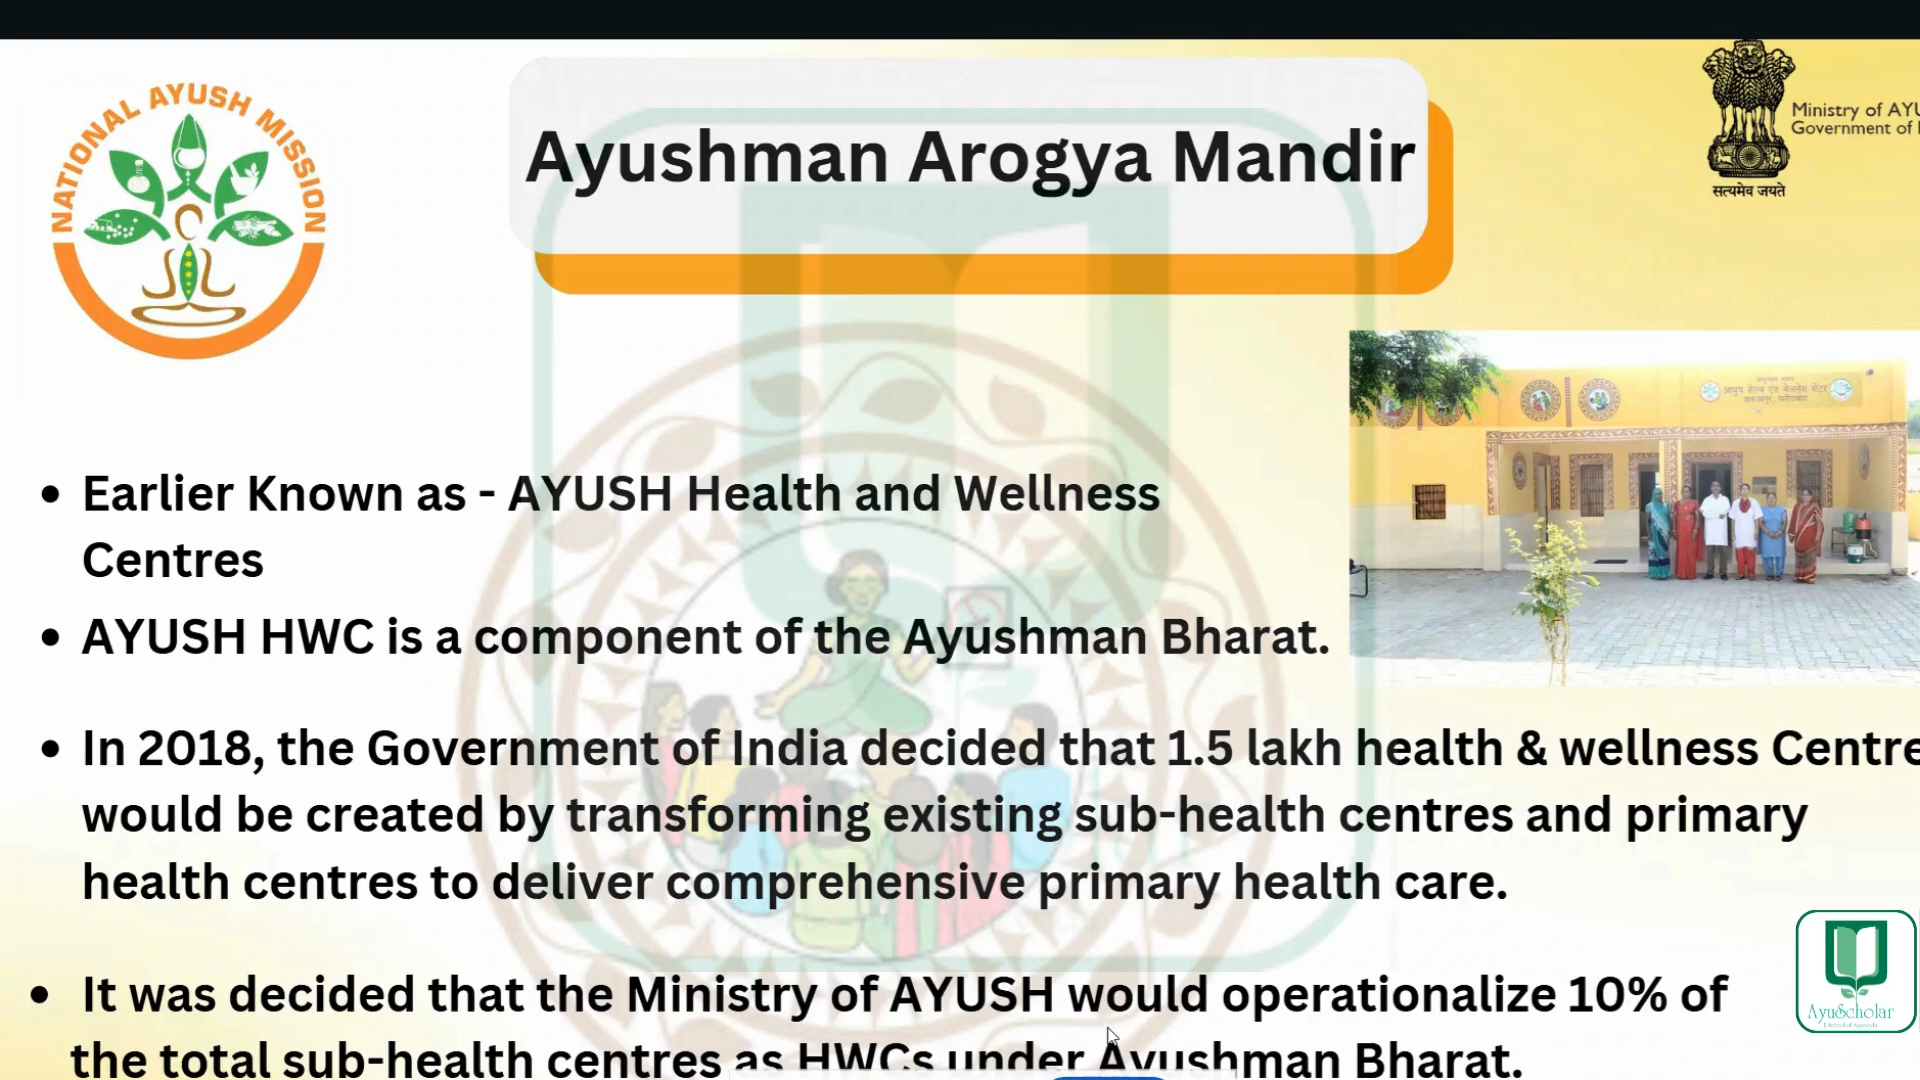 NATIONAL AYUSH MISSION
Ayushman Arogya Mandir
Ministry of AYU
Government of I
सत्यमेव जयते
• Earlier Known as - AYUSH Health and Wellness
Centres
• AYUSH HWC is a component of the Ayushman Bharat.
• In 2018, the Government of India decided that 1.5 lakh health & wellness Centre
would be created by transforming existing sub-health centres and primary
health centres to deliver comprehensive primary health care.
• It was decided that the Ministry of AYUSH would operationalize 10% of
the total sub-health centres as HWCs under Ayushman Bharat.
AyuScholar